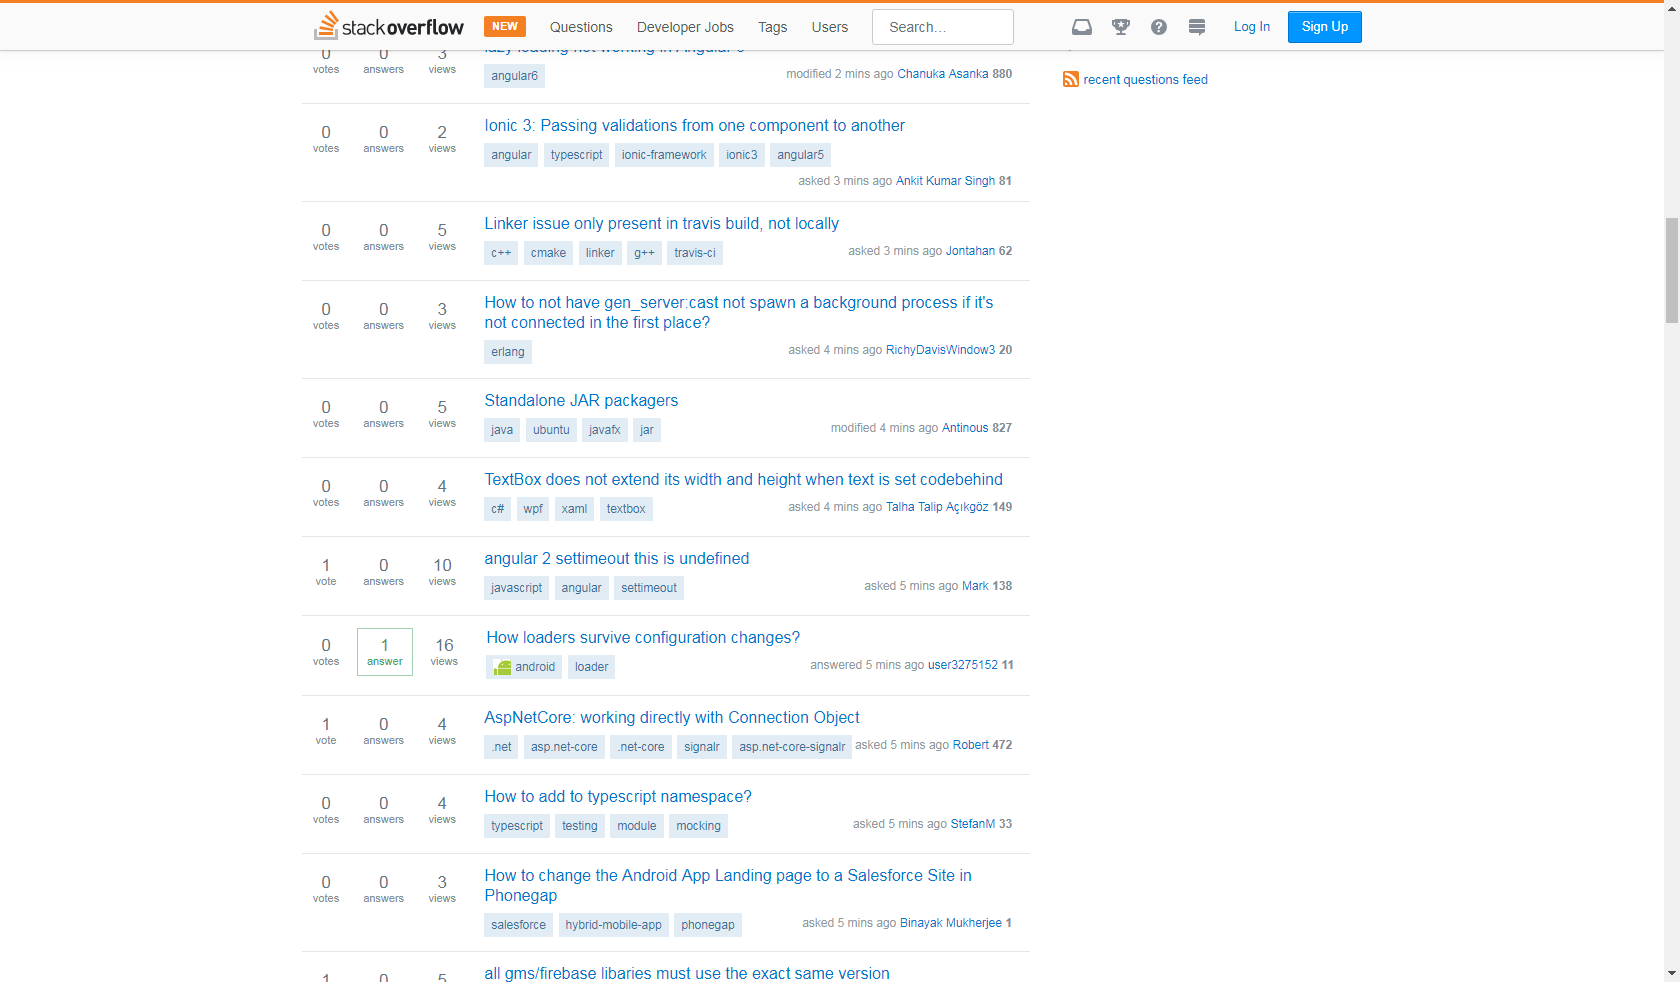 stackoverflow NEW Questions Developer Jobs Tags Users Search... Log In Sign Up
0 0 3 lazy loading not working in Angular 6
votes answers views
angular6 modified 2 mins ago Chanuka Asanka 880
recent questions feed
0 0 2 Ionic 3: Passing validations from one component to another
votes answers views
angular typescript ionic-framework ionic3 angular5
asked 3 mins ago Ankit Kumar Singh 81
0 0 5 Linker issue only present in travis build, not locally
votes answers views
c++ cmake linker g++ travis-ci asked 3 mins ago Jontahan 62
0 0 3 How to not have gen_server:cast not spawn a background process if it's
votes answers views not connected in the first place?
erlang asked 4 mins ago RichyDavisWindow3 20
0 0 5 Standalone JAR packagers
votes answers views
java ubuntu javafx jar modified 4 mins ago Antinous 827
0 0 4 TextBox does not extend its width and height when text is set codebehind
votes answers views
c# wpf xaml textbox asked 4 mins ago Talha Talip Açıkgöz 149
1 0 10 angular 2 settimeout this is undefined
vote answers views
javascript angular settimeout asked 5 mins ago Mark 138
0 1 16 How loaders survive configuration changes?
votes answer views
android loader answered 5 mins ago user3275152 11
1 0 4 AspNetCore: working directly with Connection Object
vote answers views
.net asp.net-core .net-core signalr asp.net-core-signalr asked 5 mins ago Robert 472
0 0 4 How to add to typescript namespace?
votes answers views
typescript testing module mocking asked 5 mins ago StefanM 33
0 0 3 How to change the Android App Landing page to a Salesforce Site in
votes answers views Phonegap
salesforce hybrid-mobile-app phonegap asked 5 mins ago Binayak Mukherjee 1
1 0 5 all gms/firebase libaries must use the exact same version